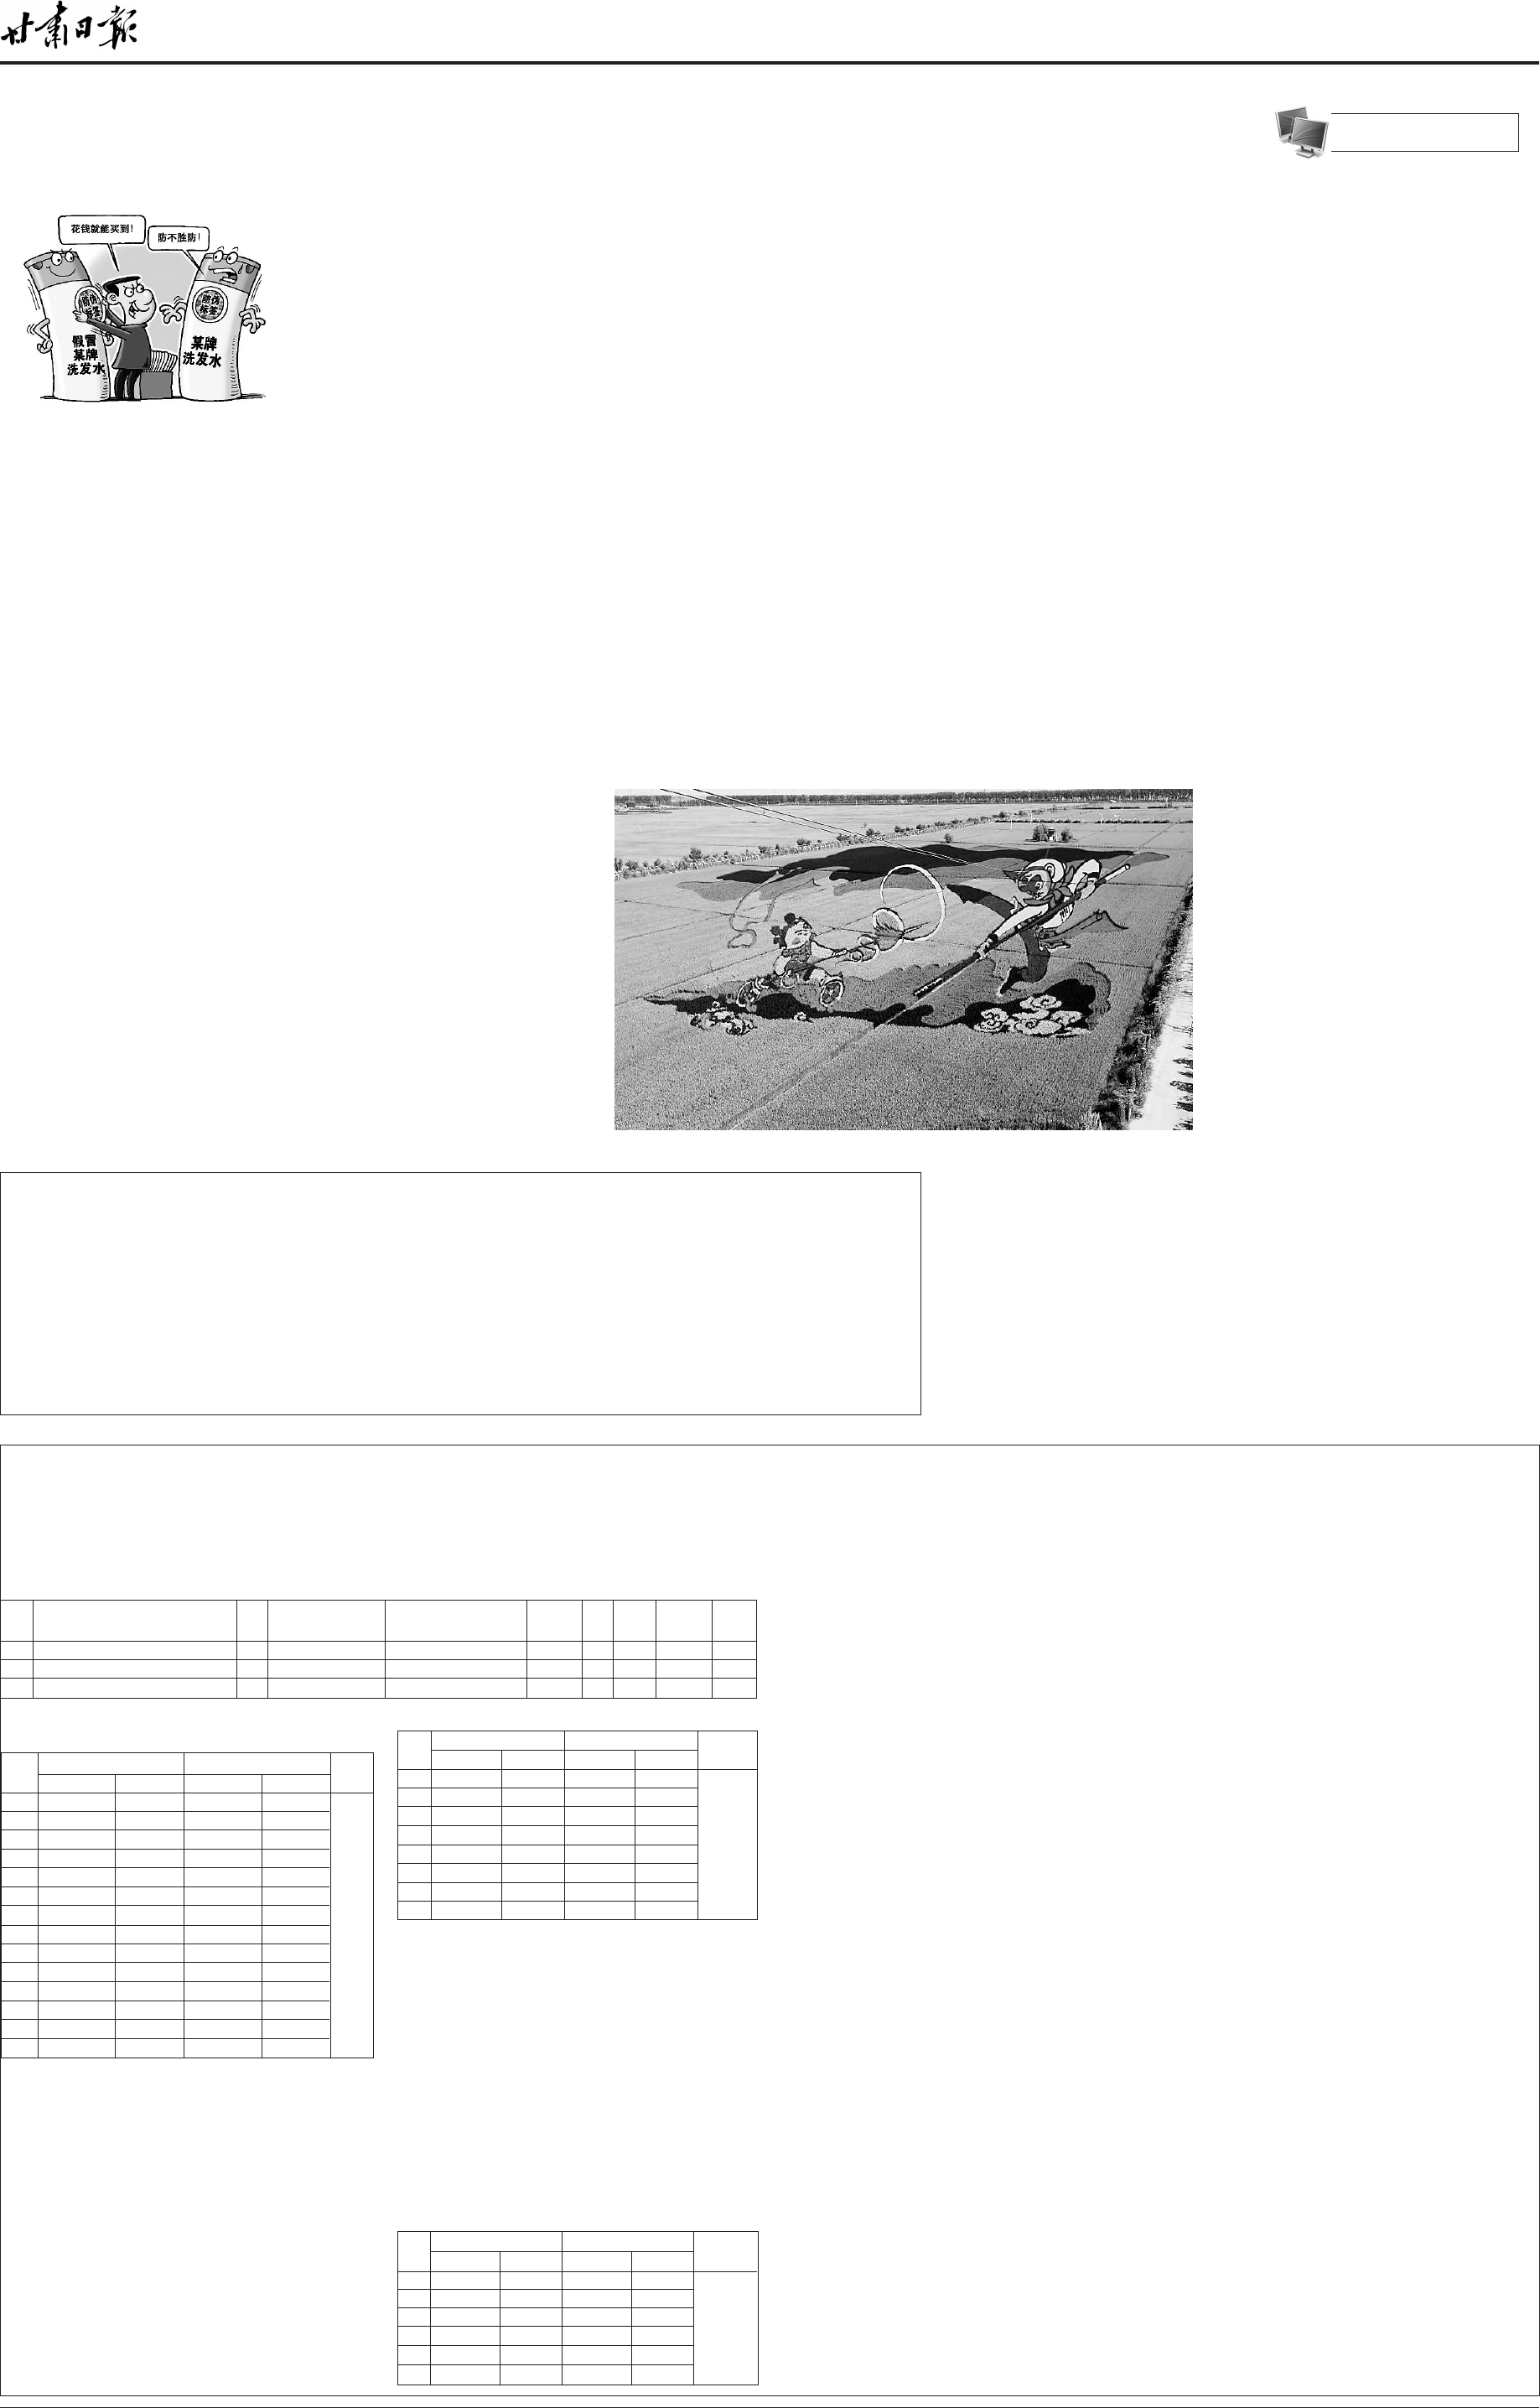 甘肃日报
花钱就能买到！
防不胜防！
防伪
标签
假冒
某牌
洗发水
防伪
标签
某牌
洗发水